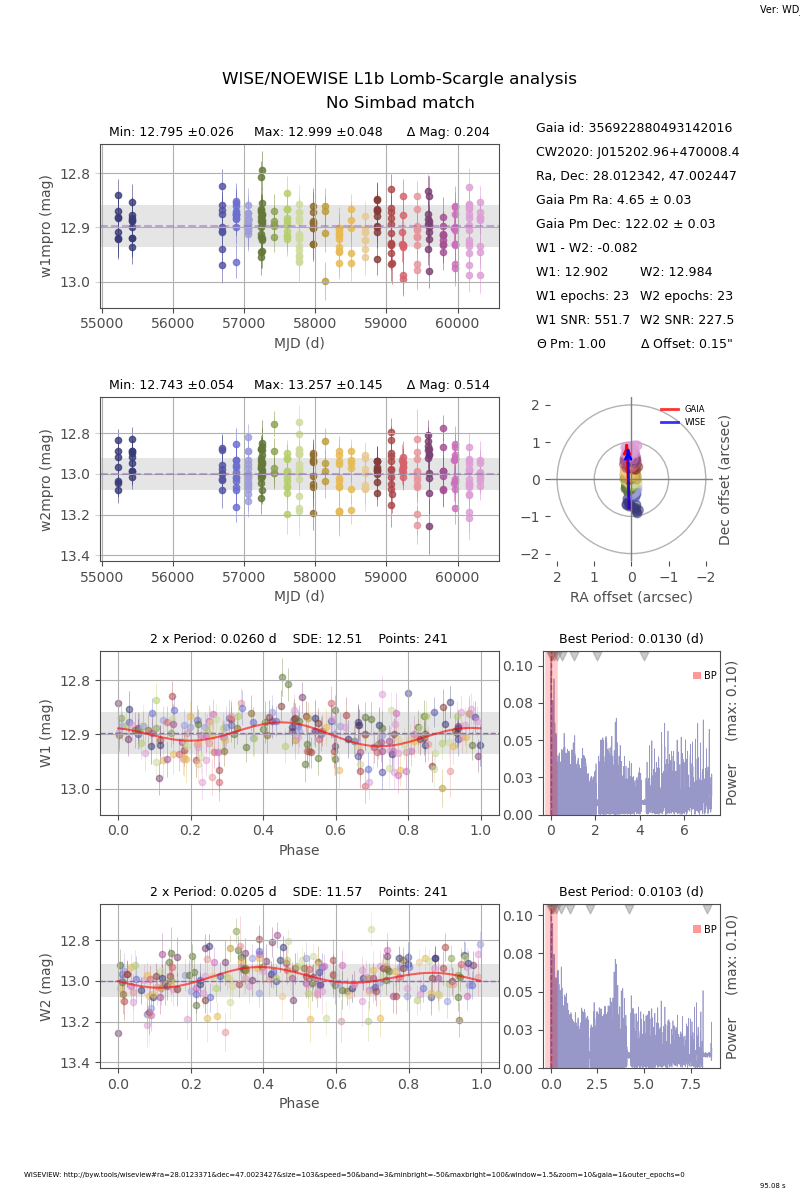 Ver: WD_
WISE/NOEWISE L1b Lomb-Scargle analysis
No Simbad match
Min: 12.795 ±0.026 Max: 12.999 ±0.048 Δ Mag: 0.204
12.8
12.9
13.0
w1mpro (mag)
55000 56000 57000 58000 59000 60000
MJD (d)
Gaia id: 356922880493142016
CW2020: J015202.96+470008.4
Ra, Dec: 28.012342, 47.002447
Gaia Pm Ra: 4.65 ± 0.03
Gaia Pm Dec: 122.02 ± 0.03
W1 - W2: -0.082
W1: 12.902 W2: 12.984
W1 epochs: 23 W2 epochs: 23
W1 SNR: 551.7 W2 SNR: 227.5
Θ Pm: 1.00 Δ Offset: 0.15"
Min: 12.743 ±0.054 Max: 13.257 ±0.145 Δ Mag: 0.514
12.8
13.0
13.2
13.4
w2mpro (mag)
55000 56000 57000 58000 59000 60000
MJD (d)
GAIA
WISE
2
1
0
−1
−2
Dec offset (arcsec)
2 1 0 −1 −2
RA offset (arcsec)
2 x Period: 0.0260 d SDE: 12.51 Points: 241
12.8
12.9
13.0
W1 (mag)
0.0 0.2 0.4 0.6 0.8 1.0
Phase
Best Period: 0.0130 (d)
BP
0.10
0.08
0.05
0.03
0.00
Power (max: 0.10)
0 2 4 6
2 x Period: 0.0205 d SDE: 11.57 Points: 241
12.8
13.0
13.2
13.4
W2 (mag)
0.0 0.2 0.4 0.6 0.8 1.0
Phase
Best Period: 0.0103 (d)
BP
0.10
0.08
0.05
0.03
0.00
Power (max: 0.10)
0.0 2.5 5.0 7.5
WISEVIEW: http://byw.tools/wiseview#ra=28.0123371&dec=47.0023427&size=103&speed=50&band=3&minbright=-50&maxbright=100&window=1.5&zoom=10&gaia=1&outer_epochs=0
95.08 s